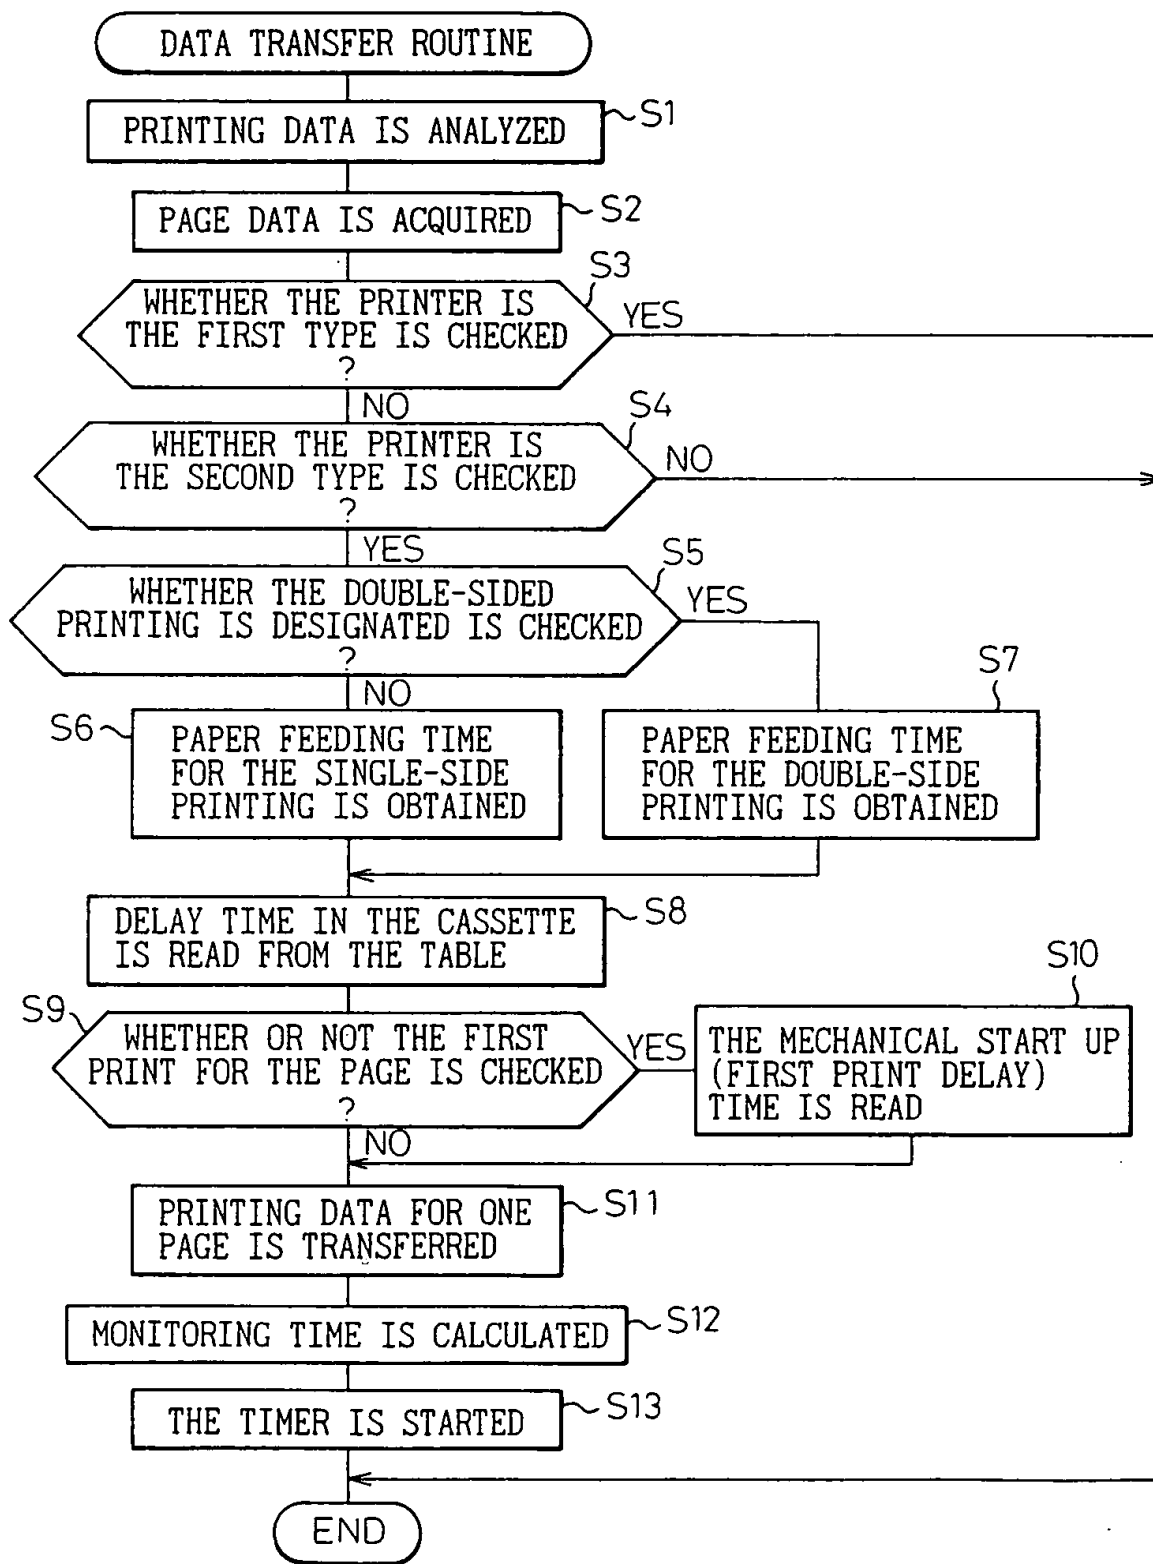 DATA TRANSFER ROUTINE
PRINTING DATA IS ANALYZED
S1
PAGE DATA IS ACQUIRED
S2
WHETHER THE PRINTER IS
THE FIRST TYPE IS CHECKED
?
S3
YES
NO
WHETHER THE PRINTER IS
THE SECOND TYPE IS CHECKED
?
S4
NO
YES
WHETHER THE DOUBLE-SIDED
PRINTING IS DESIGNATED IS CHECKED
?
S5
YES
NO
S6
PAPER FEEDING TIME
FOR THE SINGLE-SIDE
PRINTING IS OBTAINED
S7
PAPER FEEDING TIME
FOR THE DOUBLE-SIDE
PRINTING IS OBTAINED
DELAY TIME IN THE CASSETTE
IS READ FROM THE TABLE
S8
S9
WHETHER OR NOT THE FIRST
PRINT FOR THE PAGE IS CHECKED
?
YES
NO
S10
THE MECHANICAL START UP
(FIRST PRINT DELAY)
TIME IS READ
PRINTING DATA FOR ONE
PAGE IS TRANSFERRED
S11
MONITORING TIME IS CALCULATED
S12
THE TIMER IS STARTED
S13
END